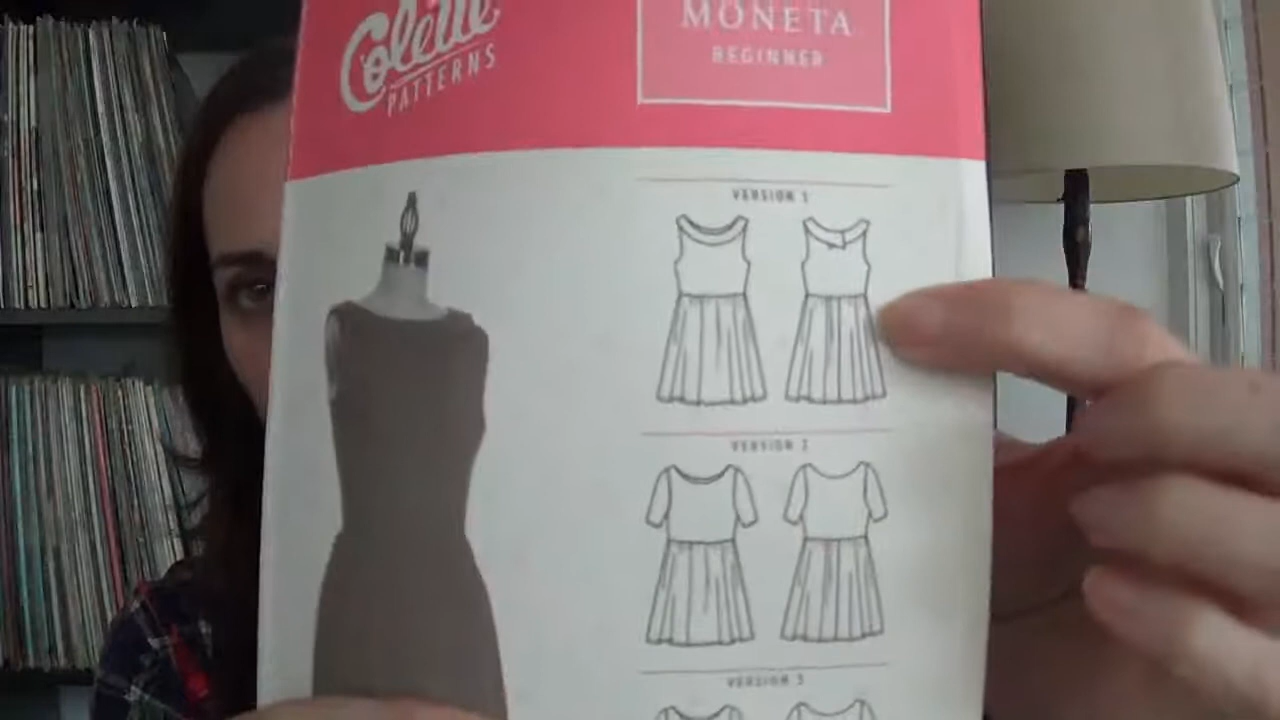 Colette
PATTERNS
MONETA
BEGINNER
VERSION 1
VERSION 2
VERSION 3